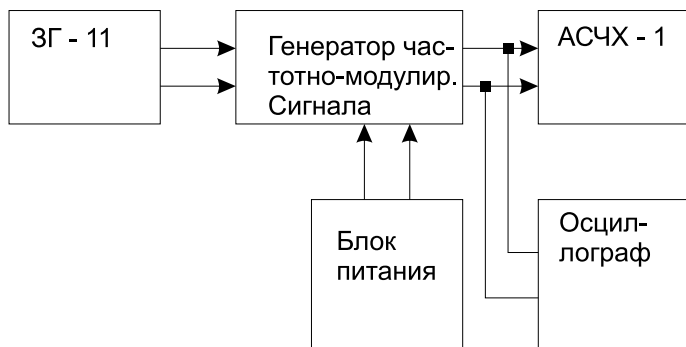 ЗГ - 11
Генератор час-
тотно-модулир.
Сигнала
АСЧХ - 1
Блок
питания
Осцил-
лограф